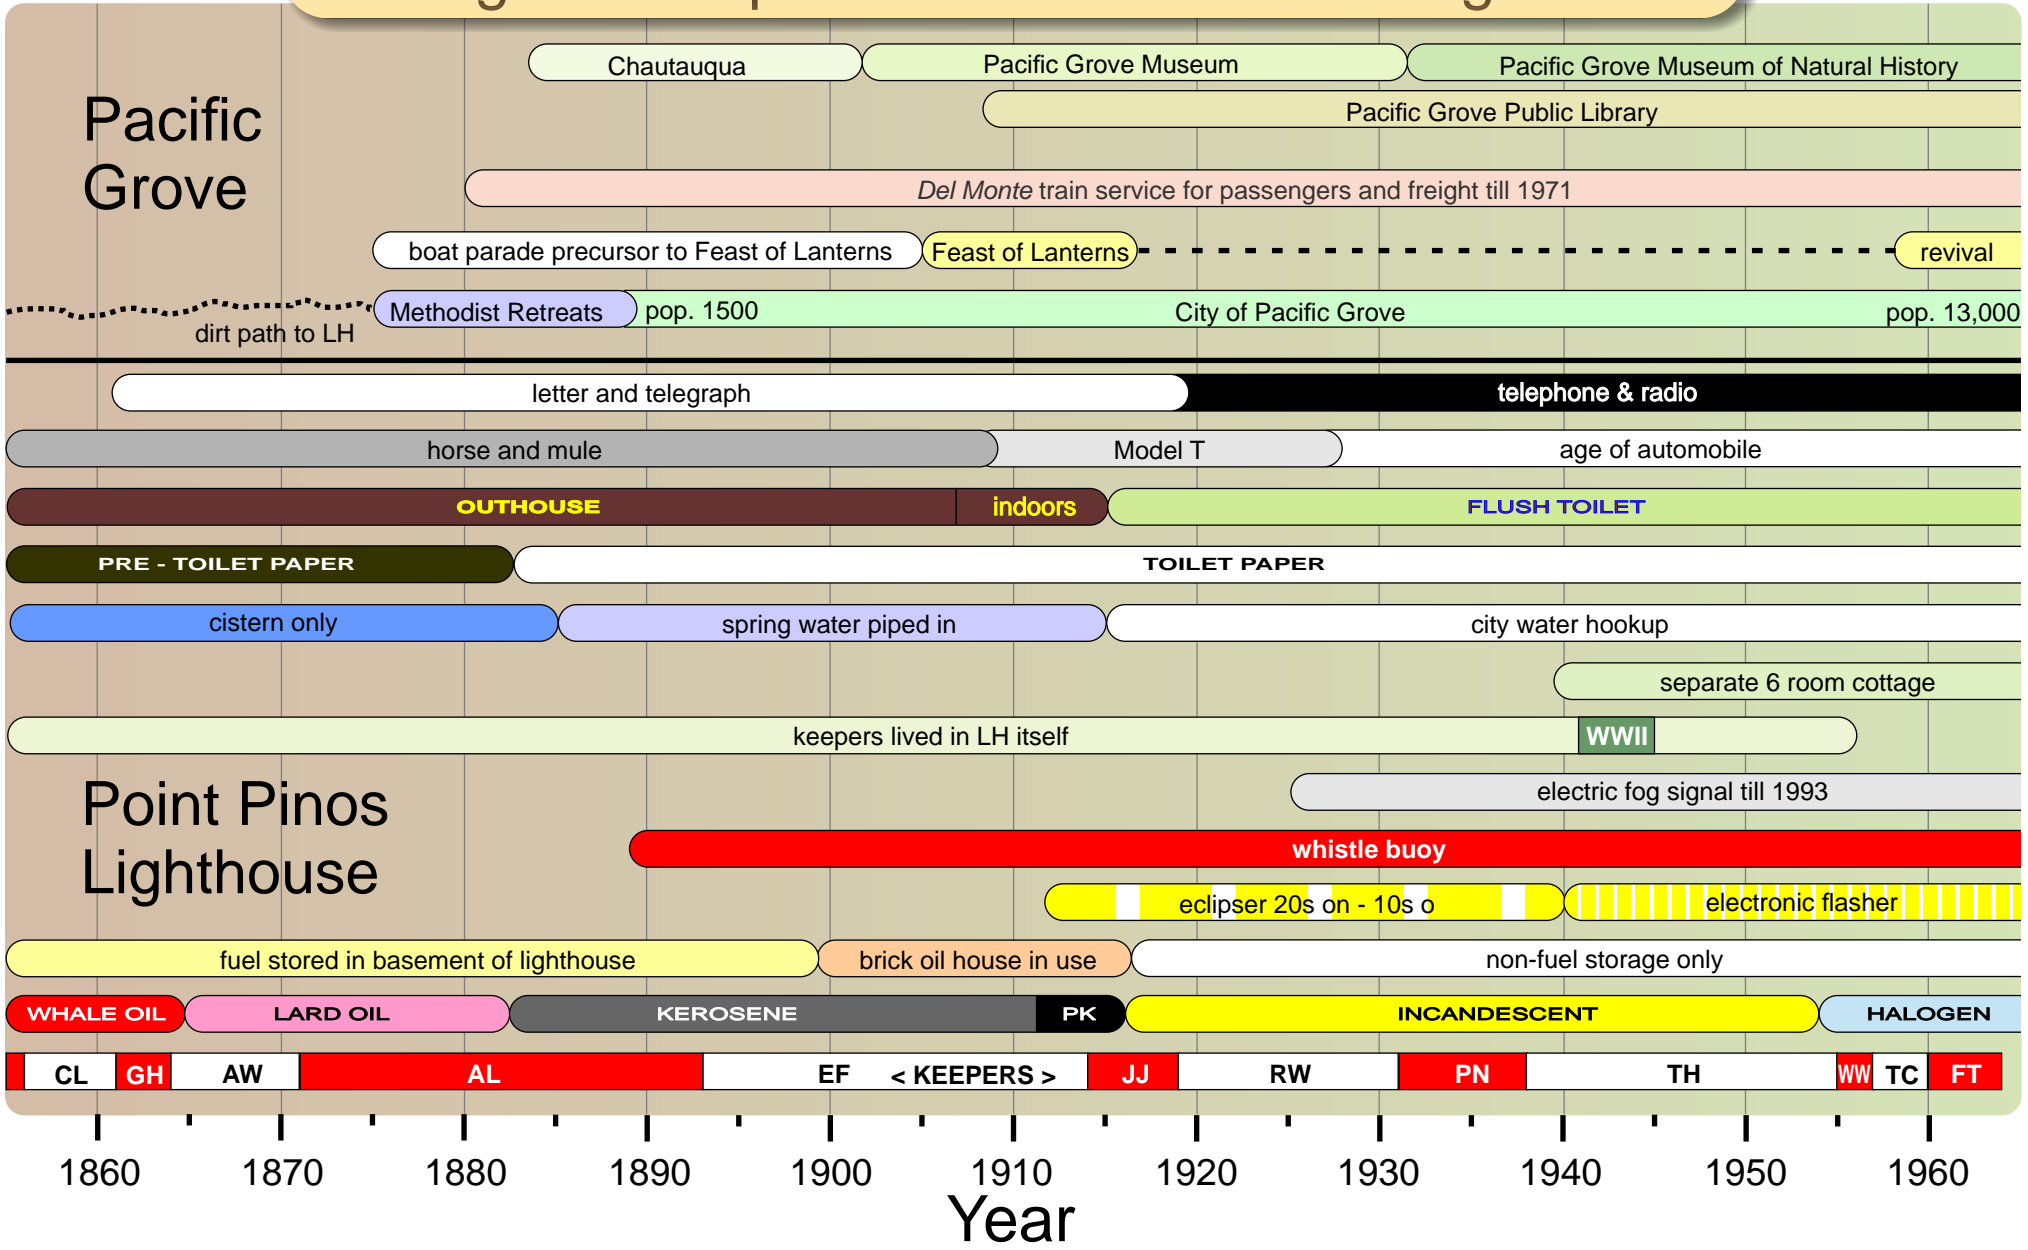 Chautauqua
Pacific Grove Museum
Pacific Grove Museum of Natural History
Pacific Grove Public Library
Pacific
Grove
Del Monte train service for passengers and freight till 1971
boat parade precursor to Feast of Lanterns
Feast of Lanterns
revival
Methodist Retreats
pop. 1500
City of Pacific Grove
pop. 13,000
dirt path to LH
letter and telegraph
telephone & radio
horse and mule
Model T
age of automobile
OUTHOUSE
indoors
FLUSH TOILET
PRE - TOILET PAPER
TOILET PAPER
cistern only
spring water piped in
city water hookup
separate 6 room cottage
keepers lived in LH itself
WWII
Point Pinos
Lighthouse
electric fog signal till 1993
whistle buoy
eclipser 20s on - 10s o
electronic flasher
fuel stored in basement of lighthouse
brick oil house in use
non-fuel storage only
WHALE OIL
LARD OIL
KEROSENE
PK
INCANDESCENT
HALOGEN
CL
GH
AW
AL
EF
< KEEPERS >
JJ
RW
PN
TH
WW
TC
FT
1860
1870
1880
1890
1900
1910
1920
1930
1940
1950
1960
Year